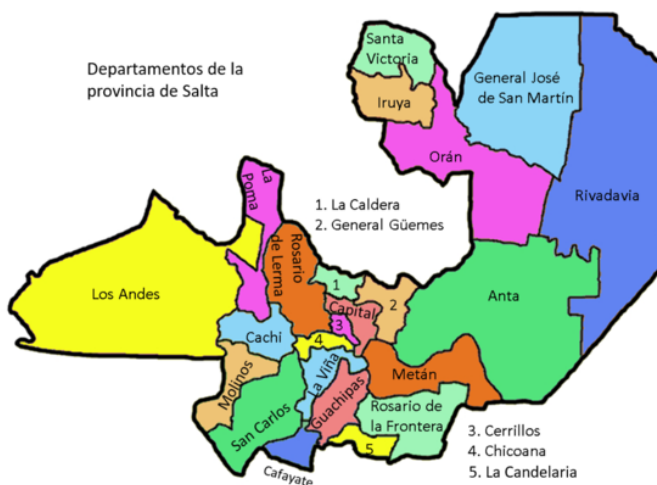 Departamentos de la
provincia de Salta
Santa
Victoria
Iruya
General José
de San Martín
Orán
Rivadavia
La
Poma
1. La Caldera
2. General Güemes
Rosario
de Lerma
Los Andes
1
2
Anta
Capital
3
Cachi
4
Molinos
La Viña
Metán
San Carlos
Guachipas
Rosario de
la Frontera
5
Cafayate
3. Cerrillos
4. Chicoana
5. La Candelaria